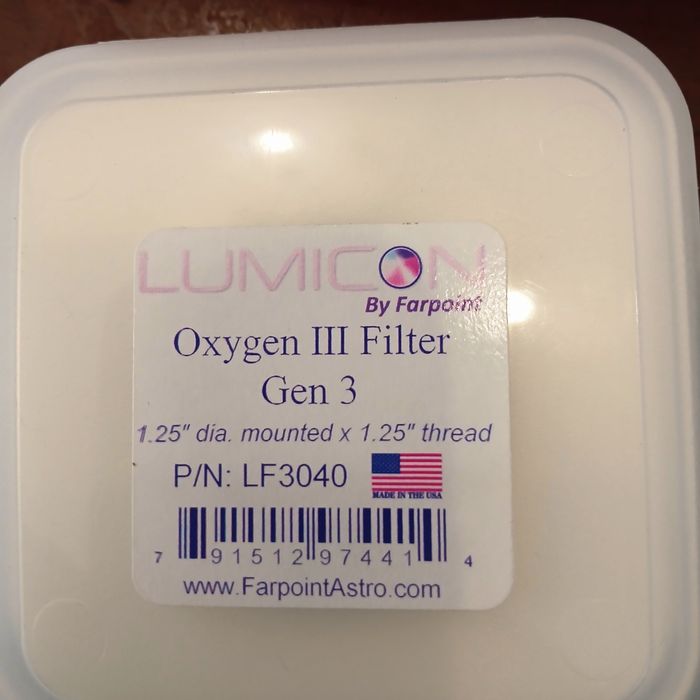 LUMICON
By Farpoint
Oxygen III Filter
Gen 3
1.25" dia. mounted x 1.25" thread
P/N: LF3040
MADE IN THE USA
7 91512 97441 4
www.FarpointAstro.com